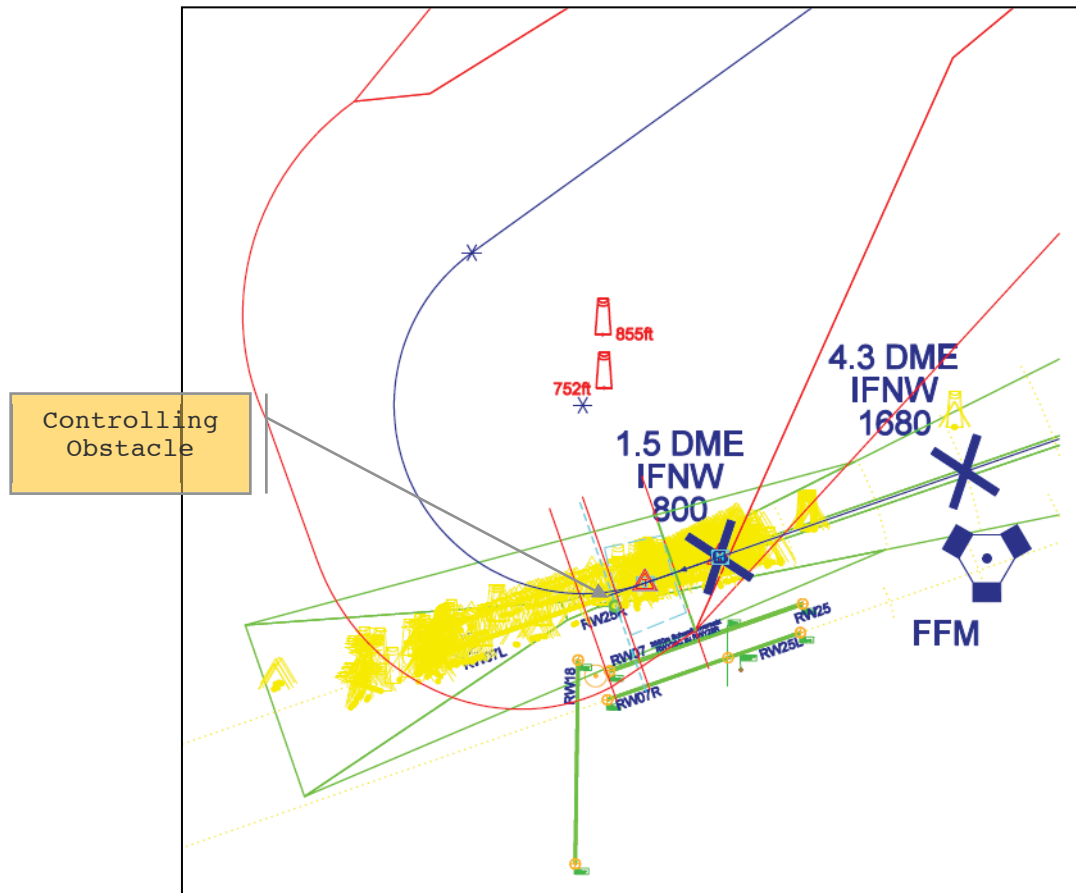 855ft
752ft
4.3 DME
IFNW
1680
Controlling
Obstacle
1.5 DME
IFNW
800
RW25R
RW25
RW07L
RW07
RW25L
FFM
RW18
RW07R